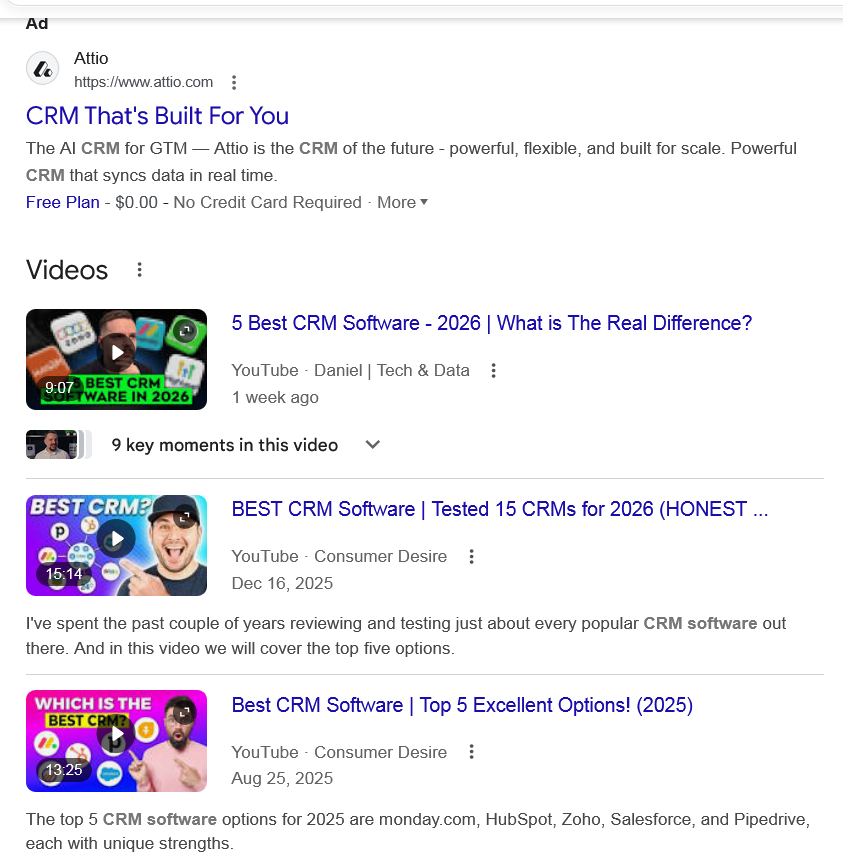 Ad
Attio
https://www.attio.com
CRM That's Built For You
The AI CRM for GTM — Attio is the CRM of the future - powerful, flexible, and built for scale. Powerful
CRM that syncs data in real time.
Free Plan - $0.00 - No Credit Card Required · More
Videos
5 Best CRM Software - 2026 | What is The Real Difference?
5 BEST CRM
SOFTWARE IN 2026
9:07
YouTube · Daniel | Tech & Data
1 week ago
9 key moments in this video
BEST CRM Software | Tested 15 CRMs for 2026 (HONEST ...
BEST CRM?
15:14
YouTube · Consumer Desire
Dec 16, 2025
I've spent the past couple of years reviewing and testing just about every popular CRM software out
there. And in this video we will cover the top five options.
Best CRM Software | Top 5 Excellent Options! (2025)
WHICH IS THE
BEST CRM?
13:25
YouTube · Consumer Desire
Aug 25, 2025
The top 5 CRM software options for 2025 are monday.com, HubSpot, Zoho, Salesforce, and Pipedrive,
each with unique strengths.